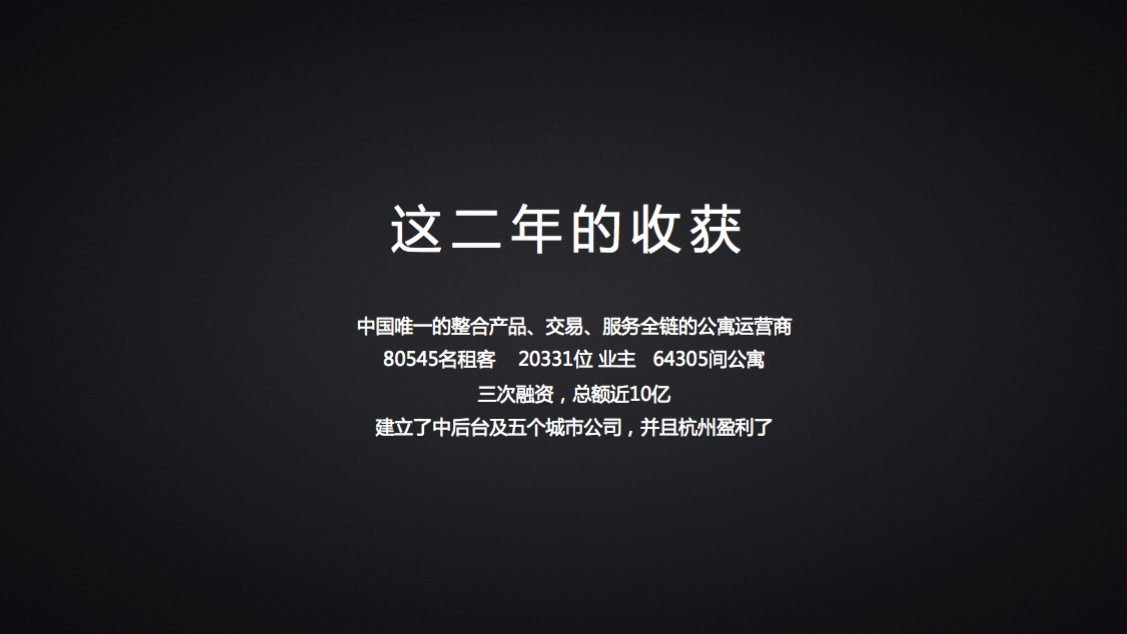 这二年的收获
中国唯一的整合产品、交易、服务全链的公寓运营商
80545名租客 20331位 业主 64305间公寓
三次融资，总额近10亿
建立了中后台及五个城市公司，并且杭州盈利了